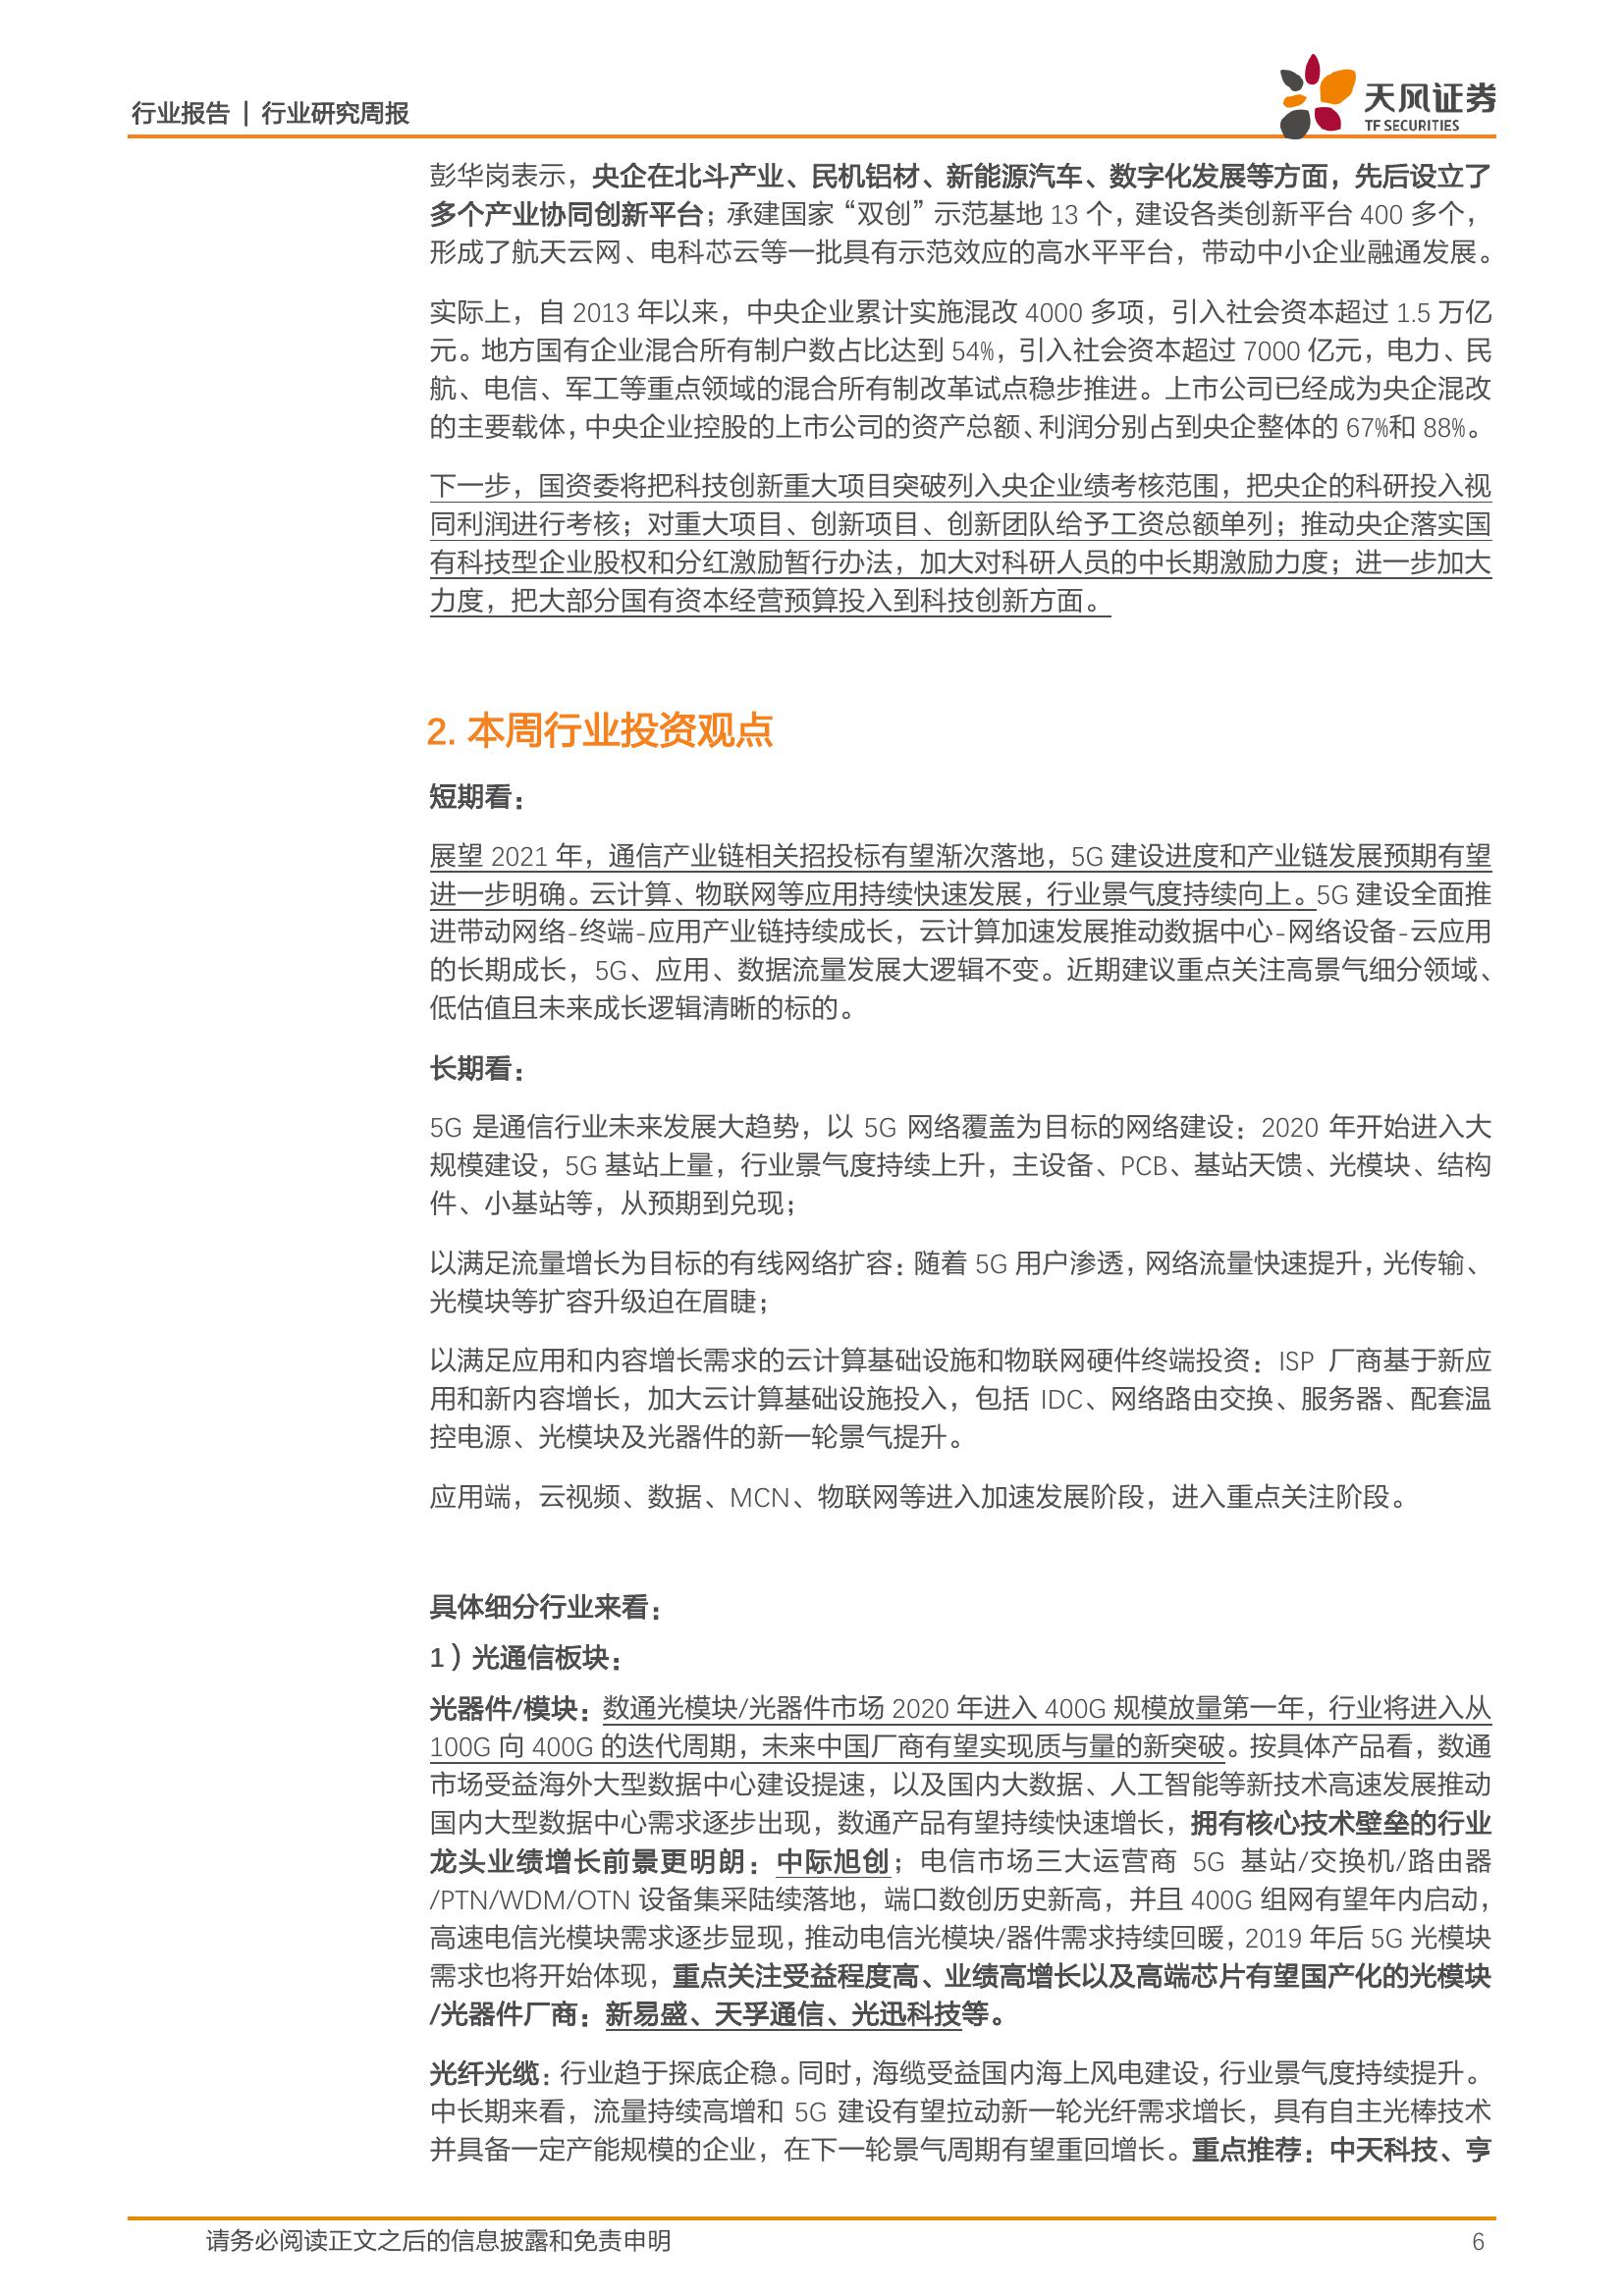 行业报告 | 行业研究周报
天风证券
TF SECURITIES
彭华岗表示，央企在北斗产业、民机铝材、新能源汽车、数字化发展等方面，先后设立了
多个产业协同创新平台；承建国家“双创”示范基地 13 个，建设各类创新平台 400 多个，
形成了航天云网、电科芯云等一批具有示范效应的高水平平台，带动中小企业融通发展。
实际上，自 2013 年以来，中央企业累计实施混改 4000 多项，引入社会资本超过 1.5 万亿
元。地方国有企业混合所有制户数占比达到 54%，引入社会资本超过 7000 亿元，电力、民
航、电信、军工等重点领域的混合所有制改革试点稳步推进。上市公司已经成为央企混改
的主要载体，中央企业控股的上市公司的资产总额、利润分别占到央企整体的 67%和 88%。
下一步，国资委将把科技创新重大项目突破列入央企业绩考核范围，把央企的科研投入视
同利润进行考核；对重大项目、创新项目、创新团队给予工资总额单列；推动央企落实国
有科技型企业股权和分红激励暂行办法，加大对科研人员的中长期激励力度；进一步加大
力度，把大部分国有资本经营预算投入到科技创新方面。
2. 本周行业投资观点
短期看：
展望 2021 年，通信产业链相关招投标有望渐次落地，5G 建设进度和产业链发展预期有望
进一步明确。云计算、物联网等应用持续快速发展，行业景气度持续向上。5G 建设全面推
进带动网络-终端-应用产业链持续成长，云计算加速发展推动数据中心-网络设备-云应用
的长期成长，5G、应用、数据流量发展大逻辑不变。近期建议重点关注高景气细分领域、
低估值且未来成长逻辑清晰的标的。
长期看：
5G 是通信行业未来发展大趋势，以 5G 网络覆盖为目标的网络建设：2020 年开始进入大
规模建设，5G 基站上量，行业景气度持续上升，主设备、PCB、基站天馈、光模块、结构
件、小基站等，从预期到兑现；
以满足流量增长为目标的有线网络扩容：随着 5G 用户渗透，网络流量快速提升，光传输、
光模块等扩容升级迫在眉睫；
以满足应用和内容增长需求的云计算基础设施和物联网硬件终端投资：ISP 厂商基于新应
用和新内容增长，加大云计算基础设施投入，包括 IDC、网络路由交换、服务器、配套温
控电源、光模块及光器件的新一轮景气提升。
应用端，云视频、数据、MCN、物联网等进入加速发展阶段，进入重点关注阶段。
具体细分行业来看：
1）光通信板块：
光器件/模块：数通光模块/光器件市场 2020 年进入 400G 规模放量第一年，行业将进入从
100G 向 400G 的迭代周期，未来中国厂商有望实现质与量的新突破。按具体产品看，数通
市场受益海外大型数据中心建设提速，以及国内大数据、人工智能等新技术高速发展推动
国内大型数据中心需求逐步出现，数通产品有望持续快速增长，拥有核心技术壁垒的行业
龙头业绩增长前景更明朗：中际旭创；电信市场三大运营商 5G 基站/交换机/路由器
/PTN/WDM/OTN 设备集采陆续落地，端口数创历史新高，并且 400G 组网有望年内启动，
高速电信光模块需求逐步显现，推动电信光模块/器件需求持续回暖，2019 年后 5G 光模块
需求也将开始体现，重点关注受益程度高、业绩高增长以及高端芯片有望国产化的光模块
/光器件厂商：新易盛、天孚通信、光迅科技等。
光纤光缆：行业趋于探底企稳。同时，海缆受益国内海上风电建设，行业景气度持续提升。
中长期来看，流量持续高增和 5G 建设有望拉动新一轮光纤需求增长，具有自主光棒技术
并具备一定产能规模的企业，在下一轮景气周期有望重回增长。重点推荐：中天科技、亨
请务必阅读正文之后的信息披露和免责申明
6